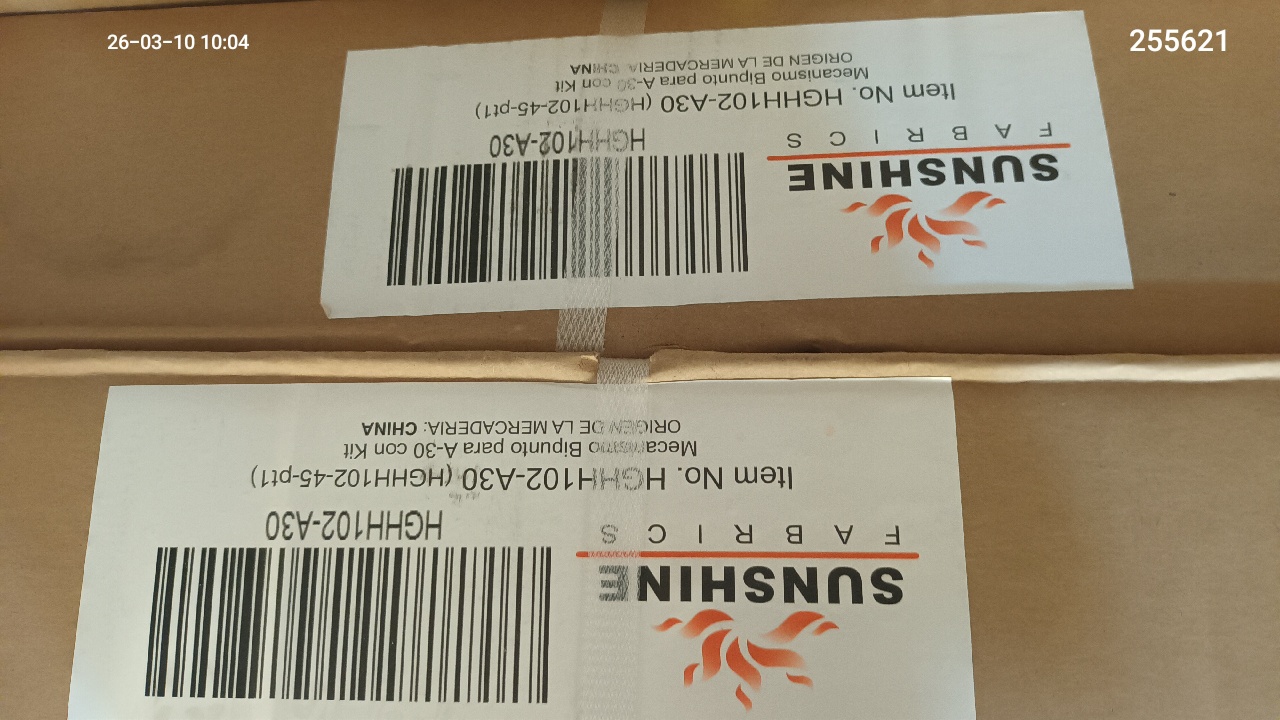 26-03-10 10:04
255621
SUNSHINE
FABRICS
HGHH102-A30
Item No. HGHH102-A30 (HGHH102-45-pt1)
Mecanismo Bipunto para A-30 con Kit
ORIGEN DE LA MERCADERIA: CHINA
SUNSHINE
FABRICS
HGHH102-A30
Item No. HGHH102-A30 (HGHH102-45-pt1)
Mecanismo Bipunto para A-30 con Kit
ORIGEN DE LA MERCADERIA: CHINA